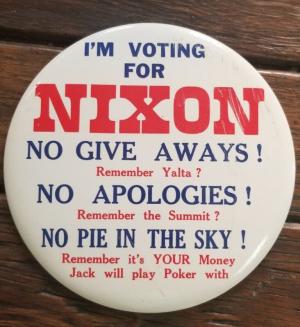 I'M VOTING
FOR
NIXON
NO GIVE AWAYS !
Remember Yalta ?
NO APOLOGIES !
Remember the Summit ?
NO PIE IN THE SKY !
Remember it's YOUR Money
Jack will play Poker with